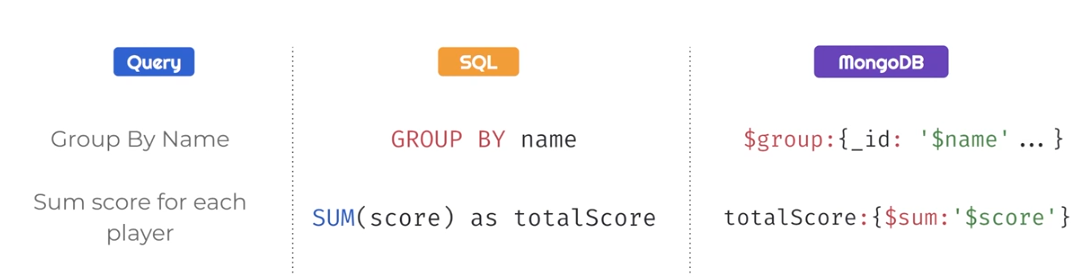 Query SQL MongoDB
Group By Name GROUP BY name $group:{_id: '$name' ...}
Sum score for each
player SUM(score) as totalScore totalScore:{$sum:'$score'}